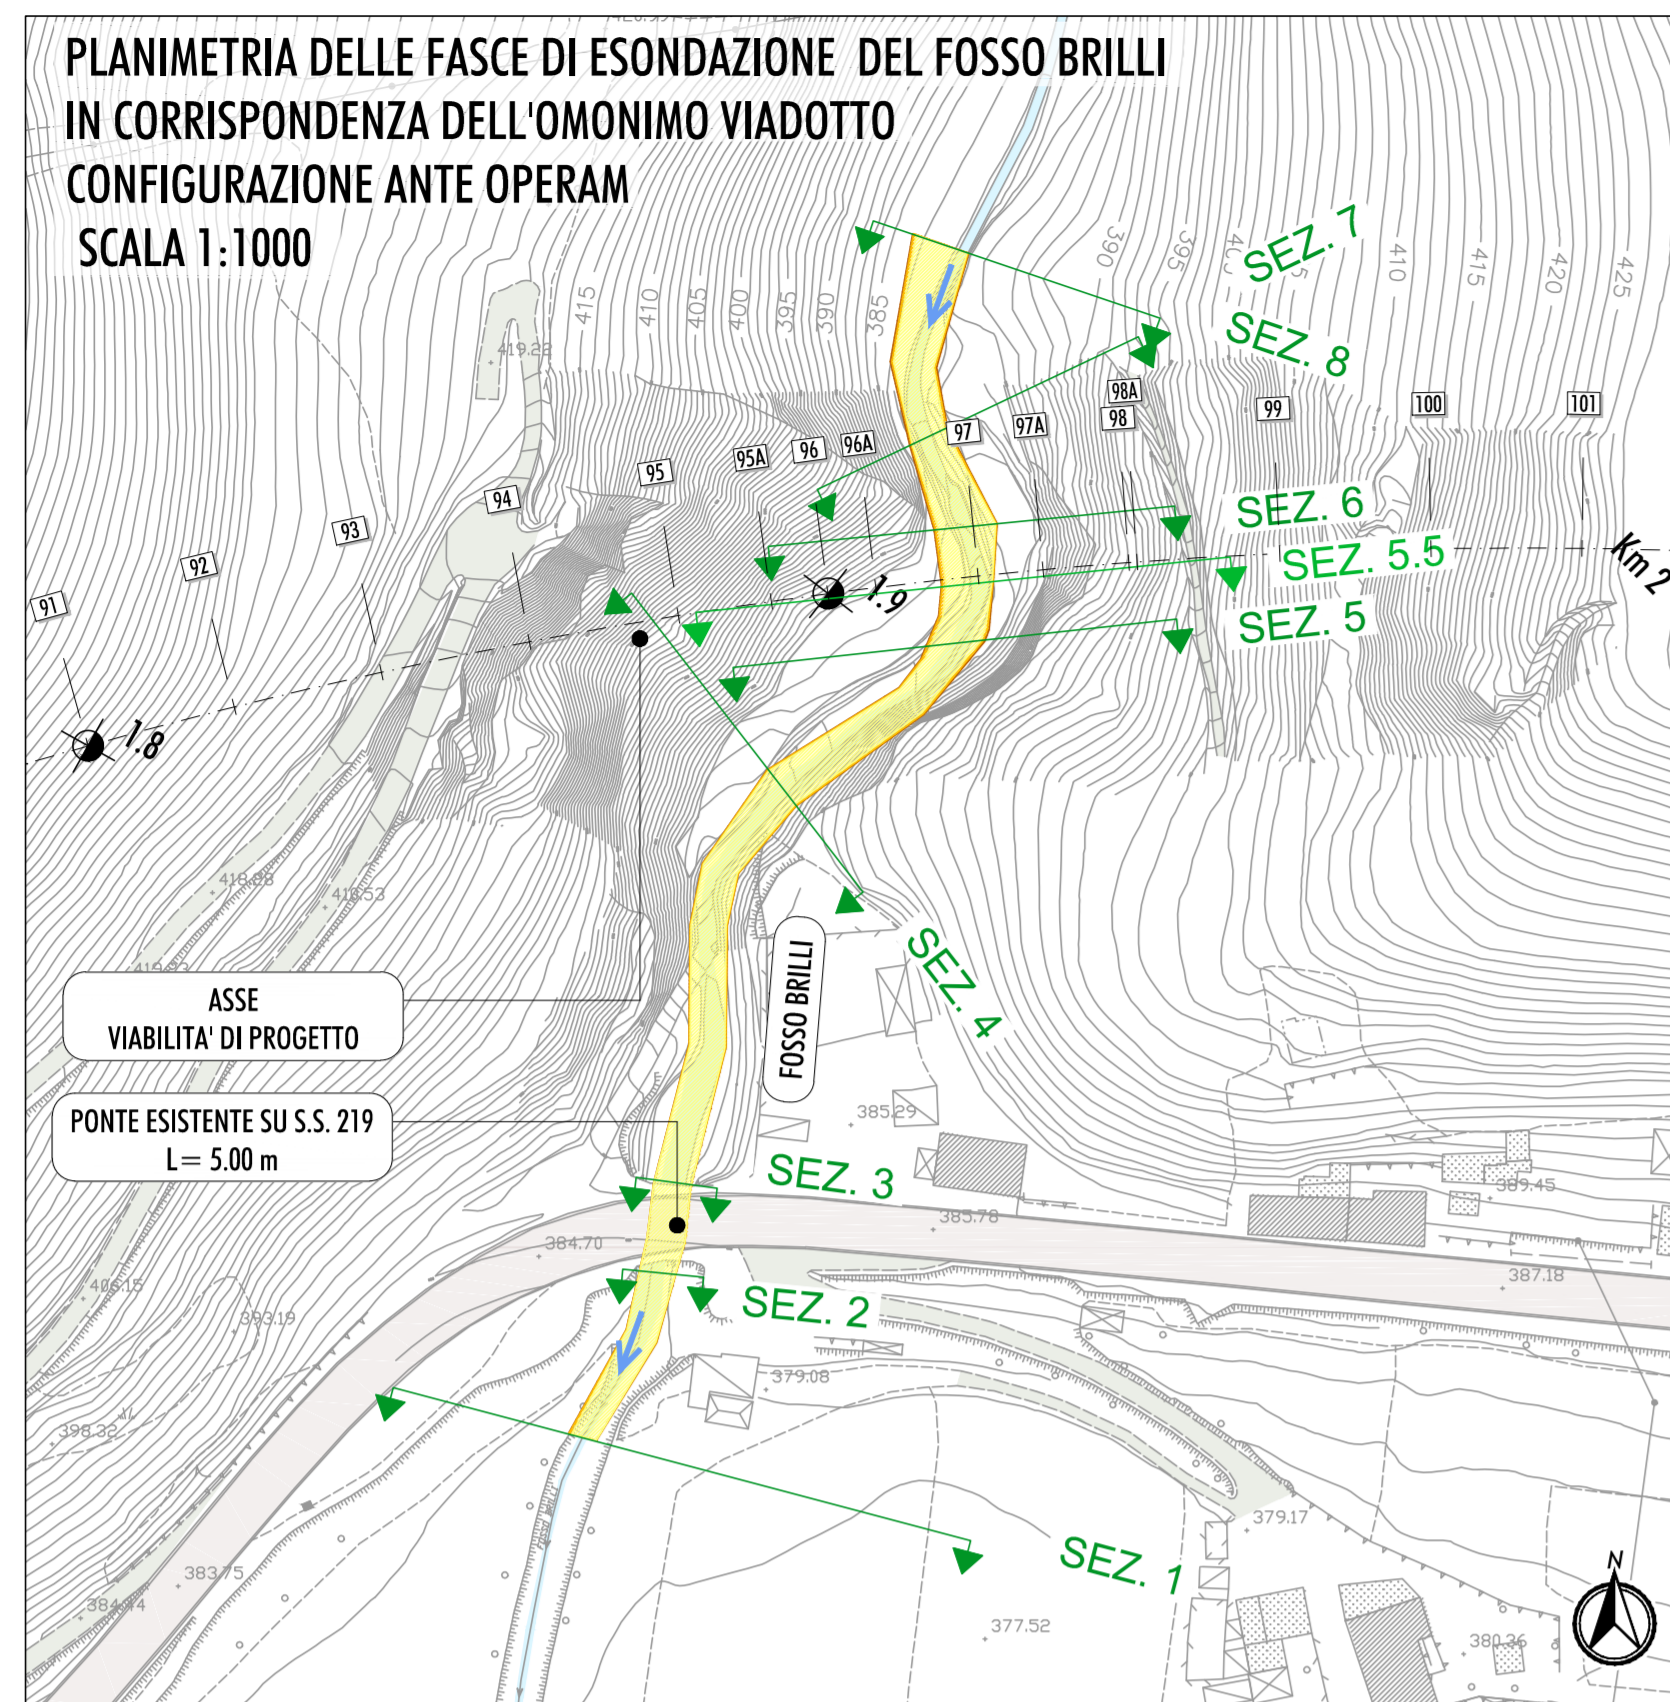 PLANIMETRIA DELLE FASCE DI ESONDAZIONE DEL FOSSO BRILLI
IN CORRISPONDENZA DELL'OMONIMO VIADOTTO
CONFIGURAZIONE ANTE OPERAM
SCALA 1:1000
SEZ. 7
390
395
410
415
420
425
415
410
405
400
395
390
385
SEZ. 8
419.22
98A
98
99
100
101
97
97A
96A
96
95A
95
94
93
92
91
SEZ. 6
SEZ. 5.5
Km 2
1.9
SEZ. 5
1.8
418.88
418.53
SEZ. 4
FOSSO BRILLI
ASSE
VIABILITA' DI PROGETTO
PONTE ESISTENTE SU S.S. 219
L= 5.00 m
385.29
SEZ. 3
389.45
385.78
384.70
387.18
406.15
393.19
SEZ. 2
379.08
398.32
379.17
SEZ. 1
FOSSO BRILLI
383.75
384.44
377.52
380.36
N